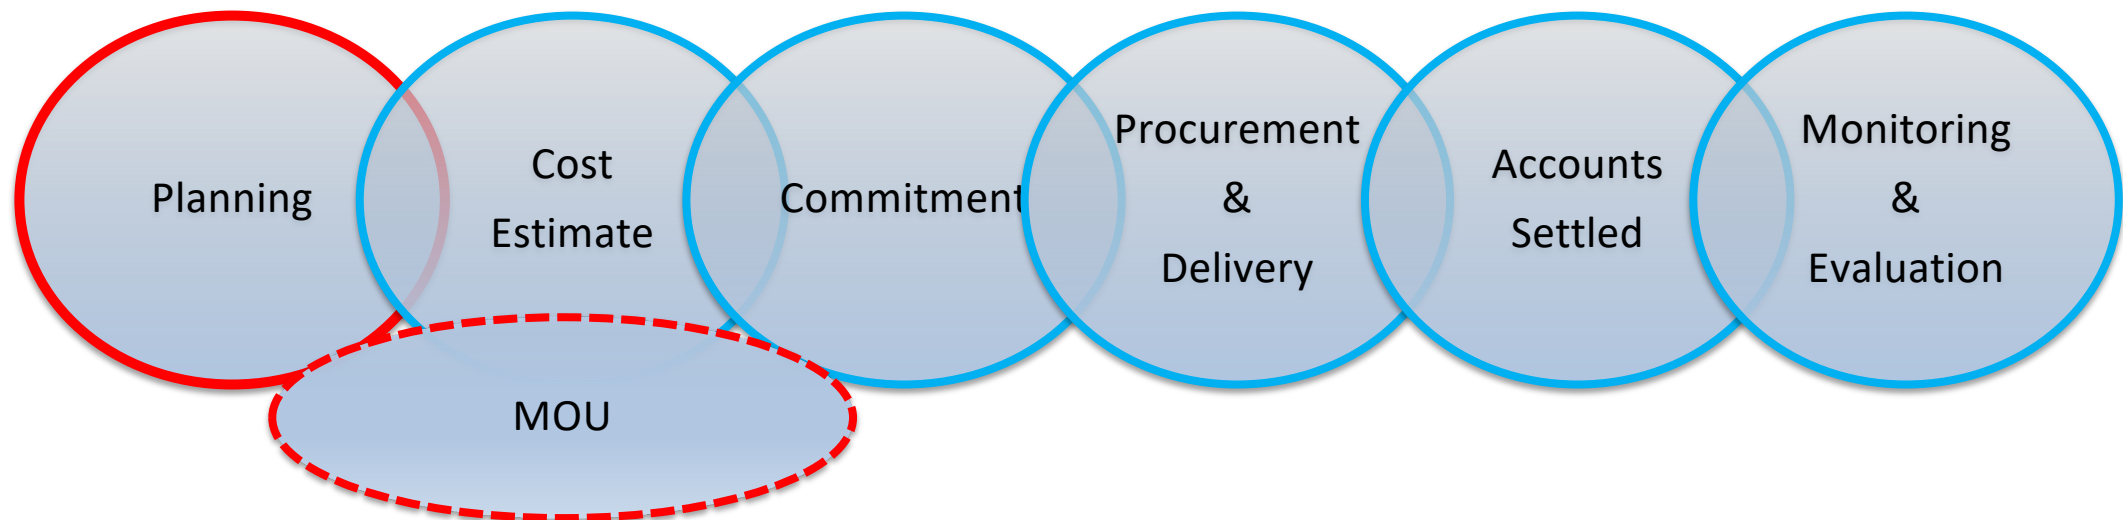 Planning
Cost
Estimate
Commitment
Procurement
&
Delivery
Accounts
Settled
Monitoring
&
Evaluation
MOU